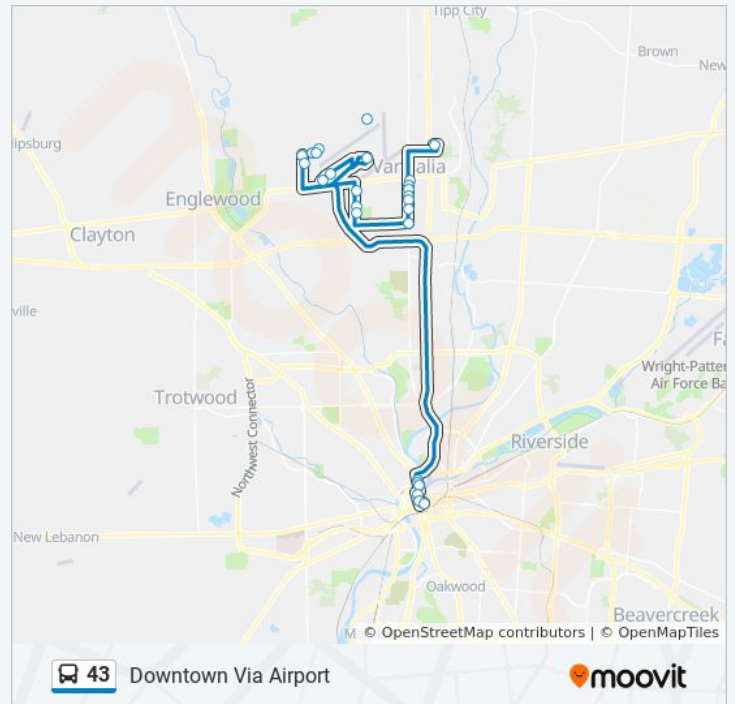 Tipp City
Brown
New
lipsburg
Vandalia
Englewood
Clayton
ville
Wright-Patter
Air Force Ba
Trotwood
Northwest Connector
Riverside
New Lebanon
Oakwood
Beavercreek
© OpenStreetMap contributors | © OpenMapTiles
43 Downtown Via Airport
moovit